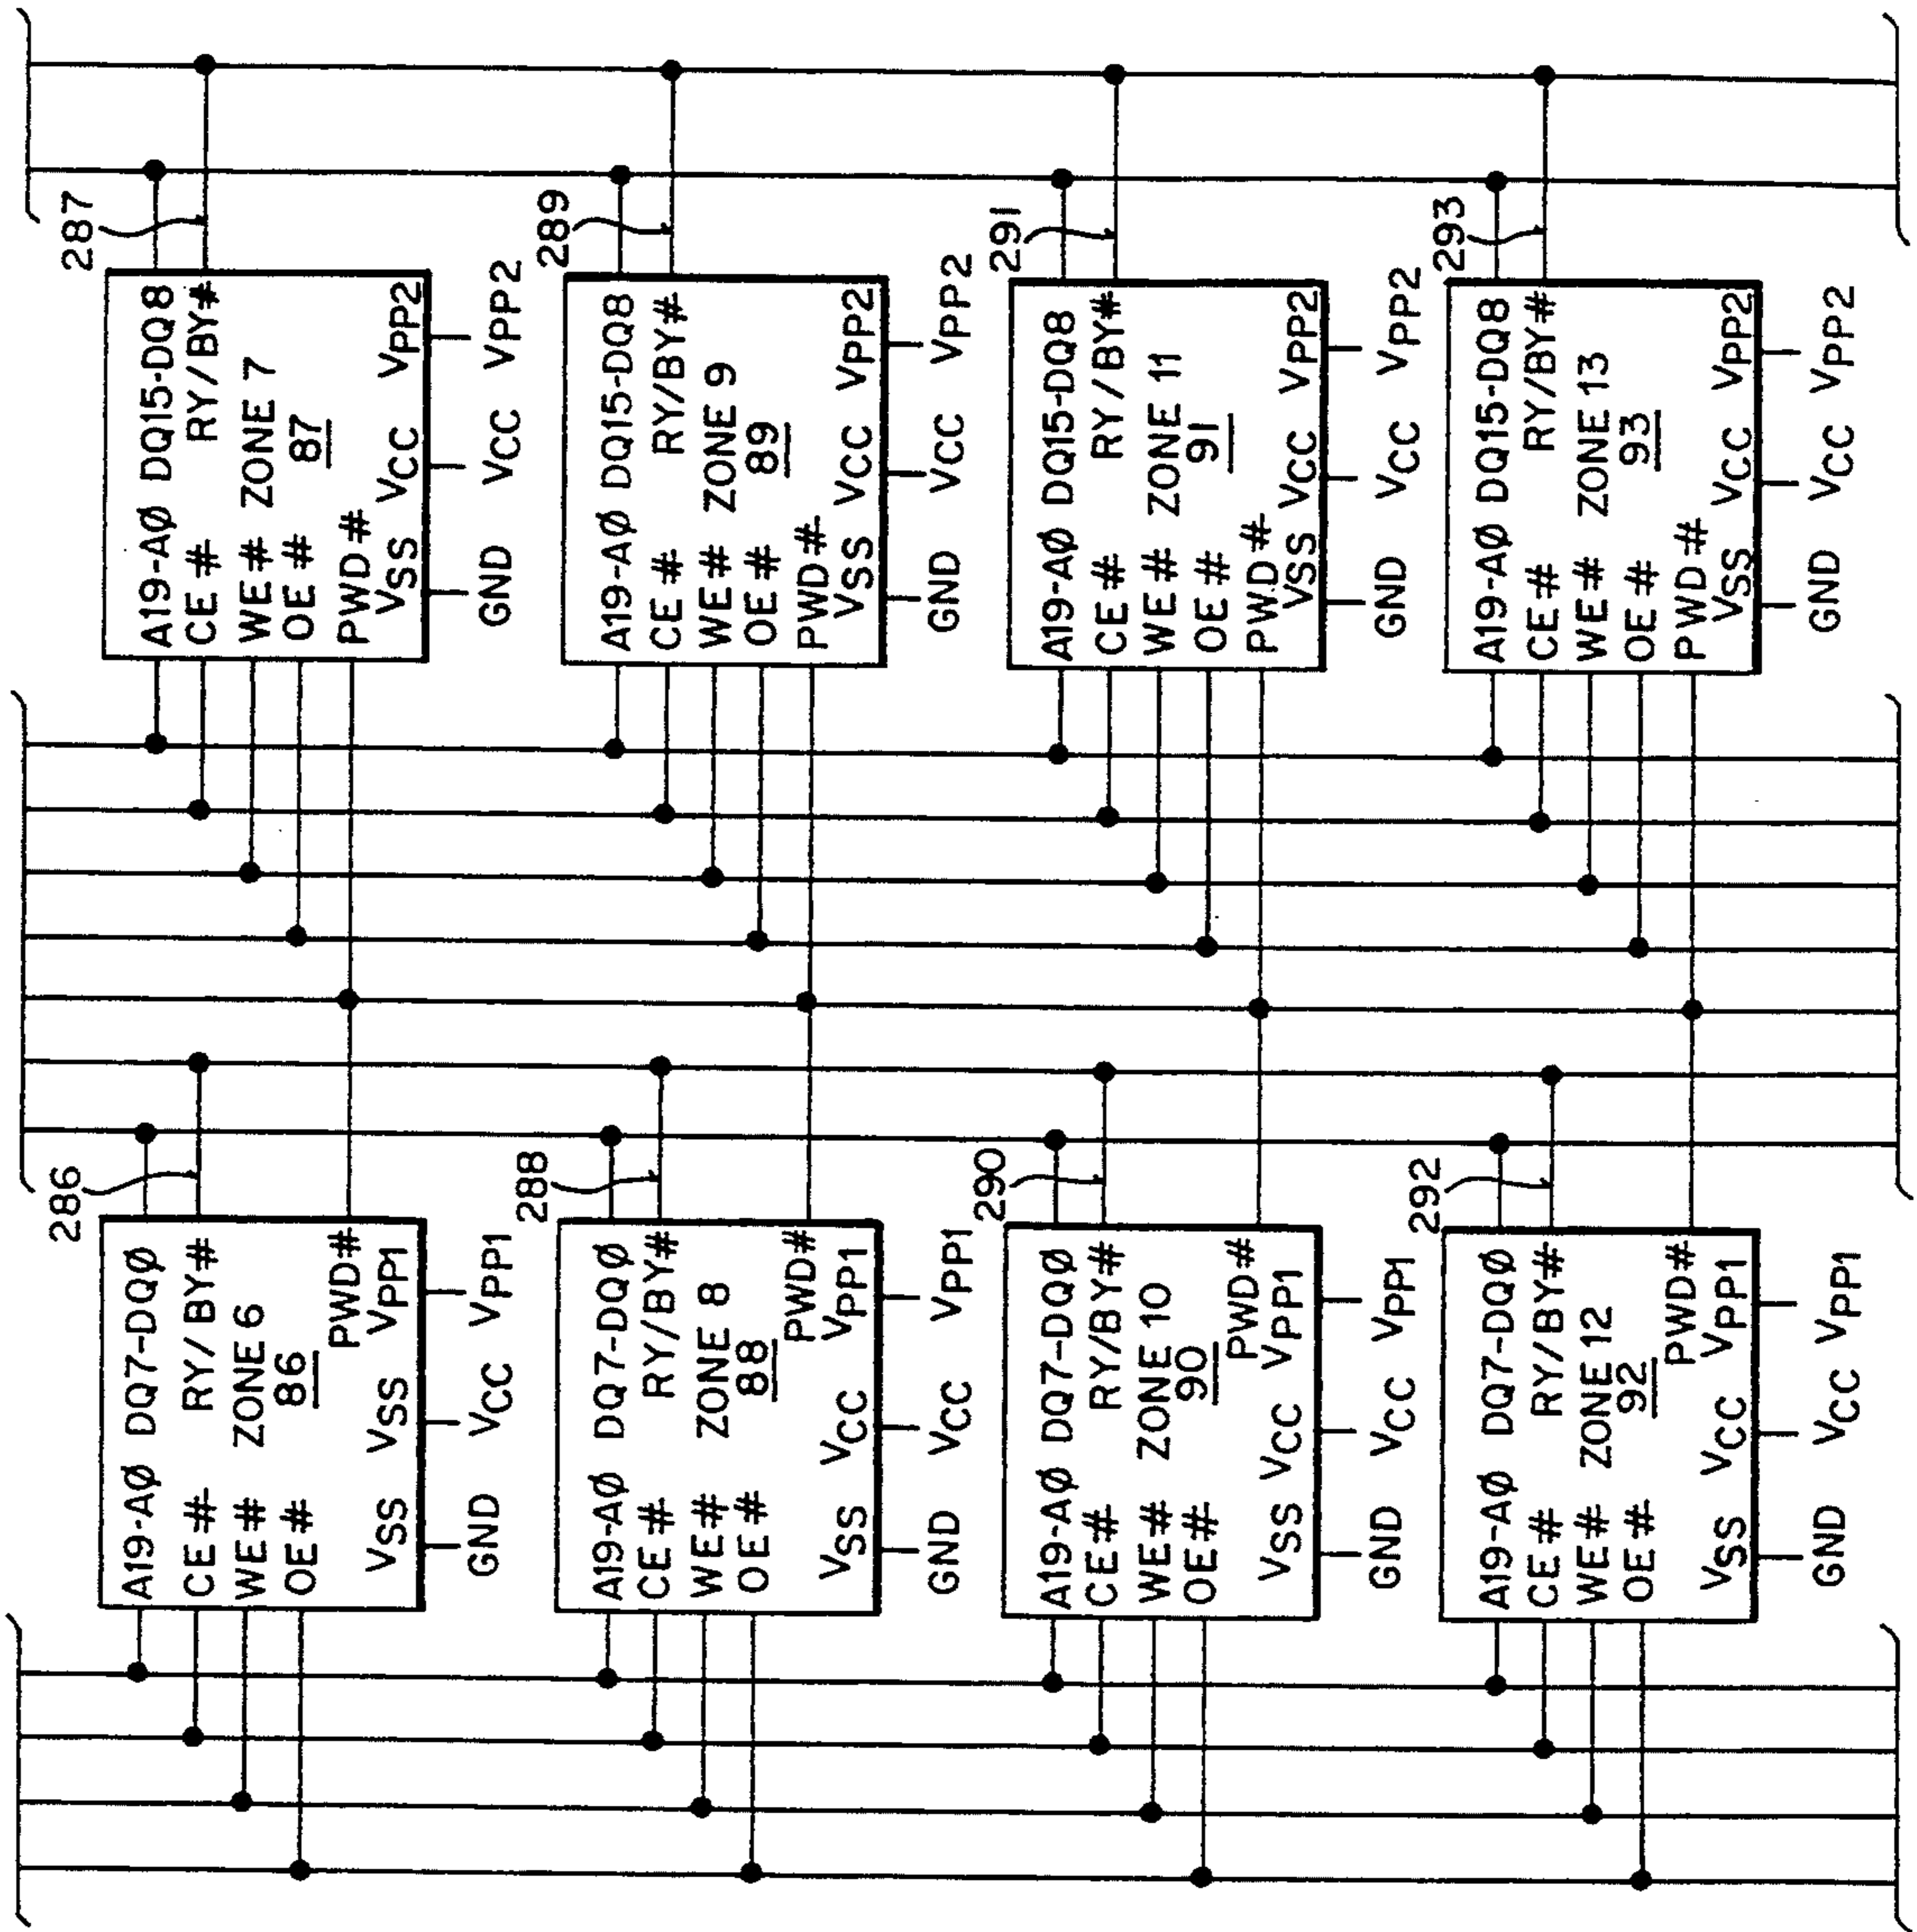 286
A19-AØ DQ7-DQØ
CE# RY/BY#
WE# ZONE 6
OE# 86
PWD#
VSS VSS VPP1
GND VCC VPP1
287
A19-AØ DQ15-DQ8
CE# RY/BY#
WE# ZONE 7
OE# 87
PWD#
VSS VCC VPP2
GND VCC VPP2
288
A19-AØ DQ7-DQØ
CE# RY/BY#
WE# ZONE 8
OE# 88
PWD#
VSS VCC VPP1
GND VCC VPP1
289
A19-AØ DQ15-DQ8
CE# RY/BY#
WE# ZONE 9
OE# 89
PWD#
VSS VCC VPP2
GND VCC VPP2
290
A19-AØ DQ7-DQØ
CE# RY/BY#
WE# ZONE 10
OE# 90
PWD#
VSS VCC VPP1
GND VCC VPP1
291
A19-AØ DQ15-DQ8
CE# RY/BY#
WE# ZONE 11
OE# 91
PWD#
VSS VCC VPP2
GND VCC VPP2
292
A19-AØ DQ7-DQØ
CE# RY/BY#
WE# ZONE 12
OE# 92
PWD#
VSS VCC VPP1
GND VCC VPP1
293
A19-AØ DQ15-DQ8
CE# RY/BY#
WE# ZONE 13
OE# 93
PWD#
VSS VCC VPP2
GND VCC VPP2